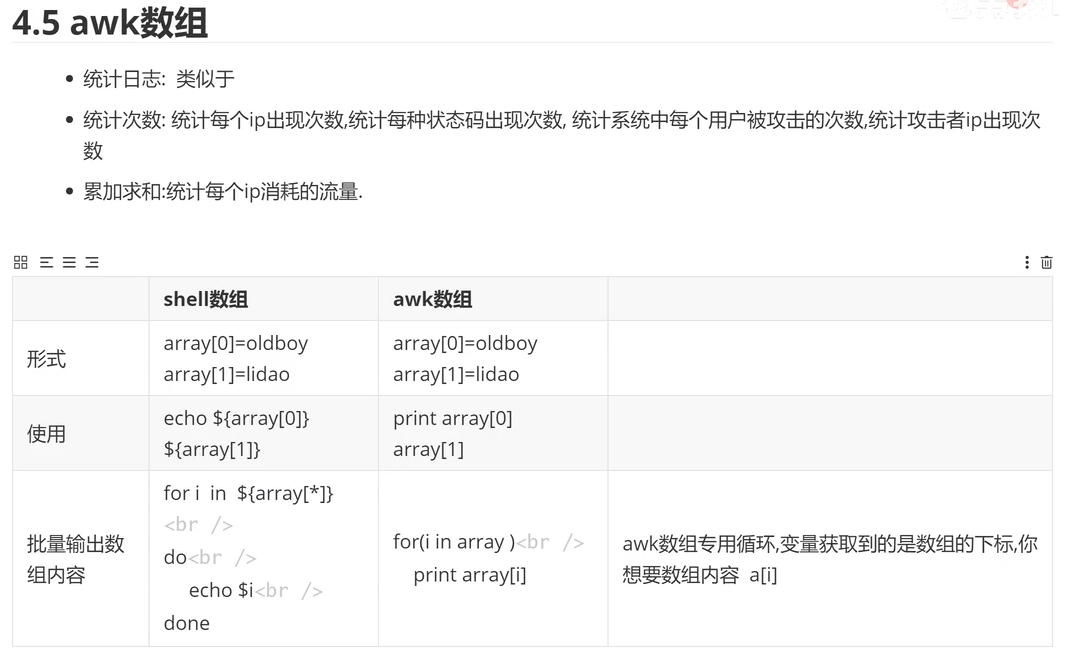 4.5 awk数组
统计日志: 类似于
统计次数: 统计每个ip出现次数,统计每种状态码出现次数, 统计系统中每个用户被攻击的次数,统计攻击者ip出现次
数
累加求和:统计每个ip消耗的流量.
shell数组 awk数组
形式
array[0]=oldboy
array[1]=lidao
array[0]=oldboy
array[1]=lidao
使用
echo ${array[0]}
${array[1]}
print array[0]
array[1]
批量输出数
组内容
for i in ${array[*]}
<br />
do<br />
echo $i<br />
done
for(i in array )<br />
print array[i]
awk数组专用循环,变量获取到的是数组的下标,你
想要数组内容 a[i]